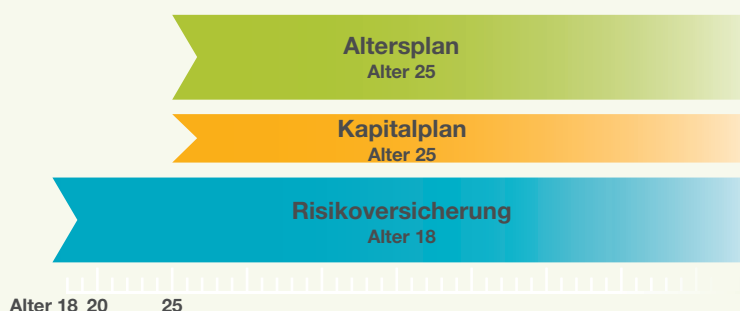 Altersplan
Alter 25
Kapitalplan
Alter 25
Risikoversicherung
Alter 18
Alter 18 20 25